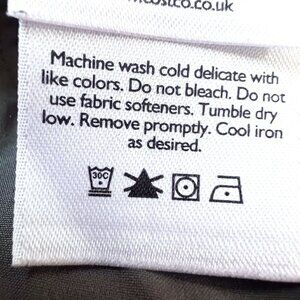 costco.co.uk
Machine wash cold delicate with
like colors. Do not bleach. Do not
use fabric softeners. Tumble dry
low. Remove promptly. Cool iron
as desired.
30C